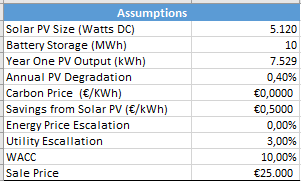 Assumptions
Solar PV Size (Watts DC) 5.120
Battery Storage (MWh) 10
Year One PV Output (kWh) 7.529
Annual PV Degradation 0,40%
Carbon Price (€/kWh) €0,0000
Savings from Solar PV (€/kWh) €0,5000
Energy Price Escalation 0,00%
Utility Escallation 3,00%
WACC 10,00%
Sale Price €25.000